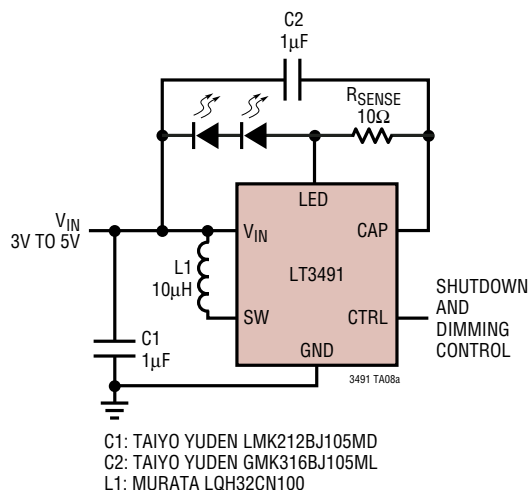 C2
1µF
RSENSE
10Ω
LED
VIN
3V TO 5V
VIN
CAP
L1
10µH
LT3491
SW
CTRL
SHUTDOWN
AND
DIMMING
CONTROL
C1
1µF
GND
3491 TA08a
C1: TAIYO YUDEN LMK212BJ105MD
C2: TAIYO YUDEN GMK316BJ105ML
L1: MURATA LQH32CN100